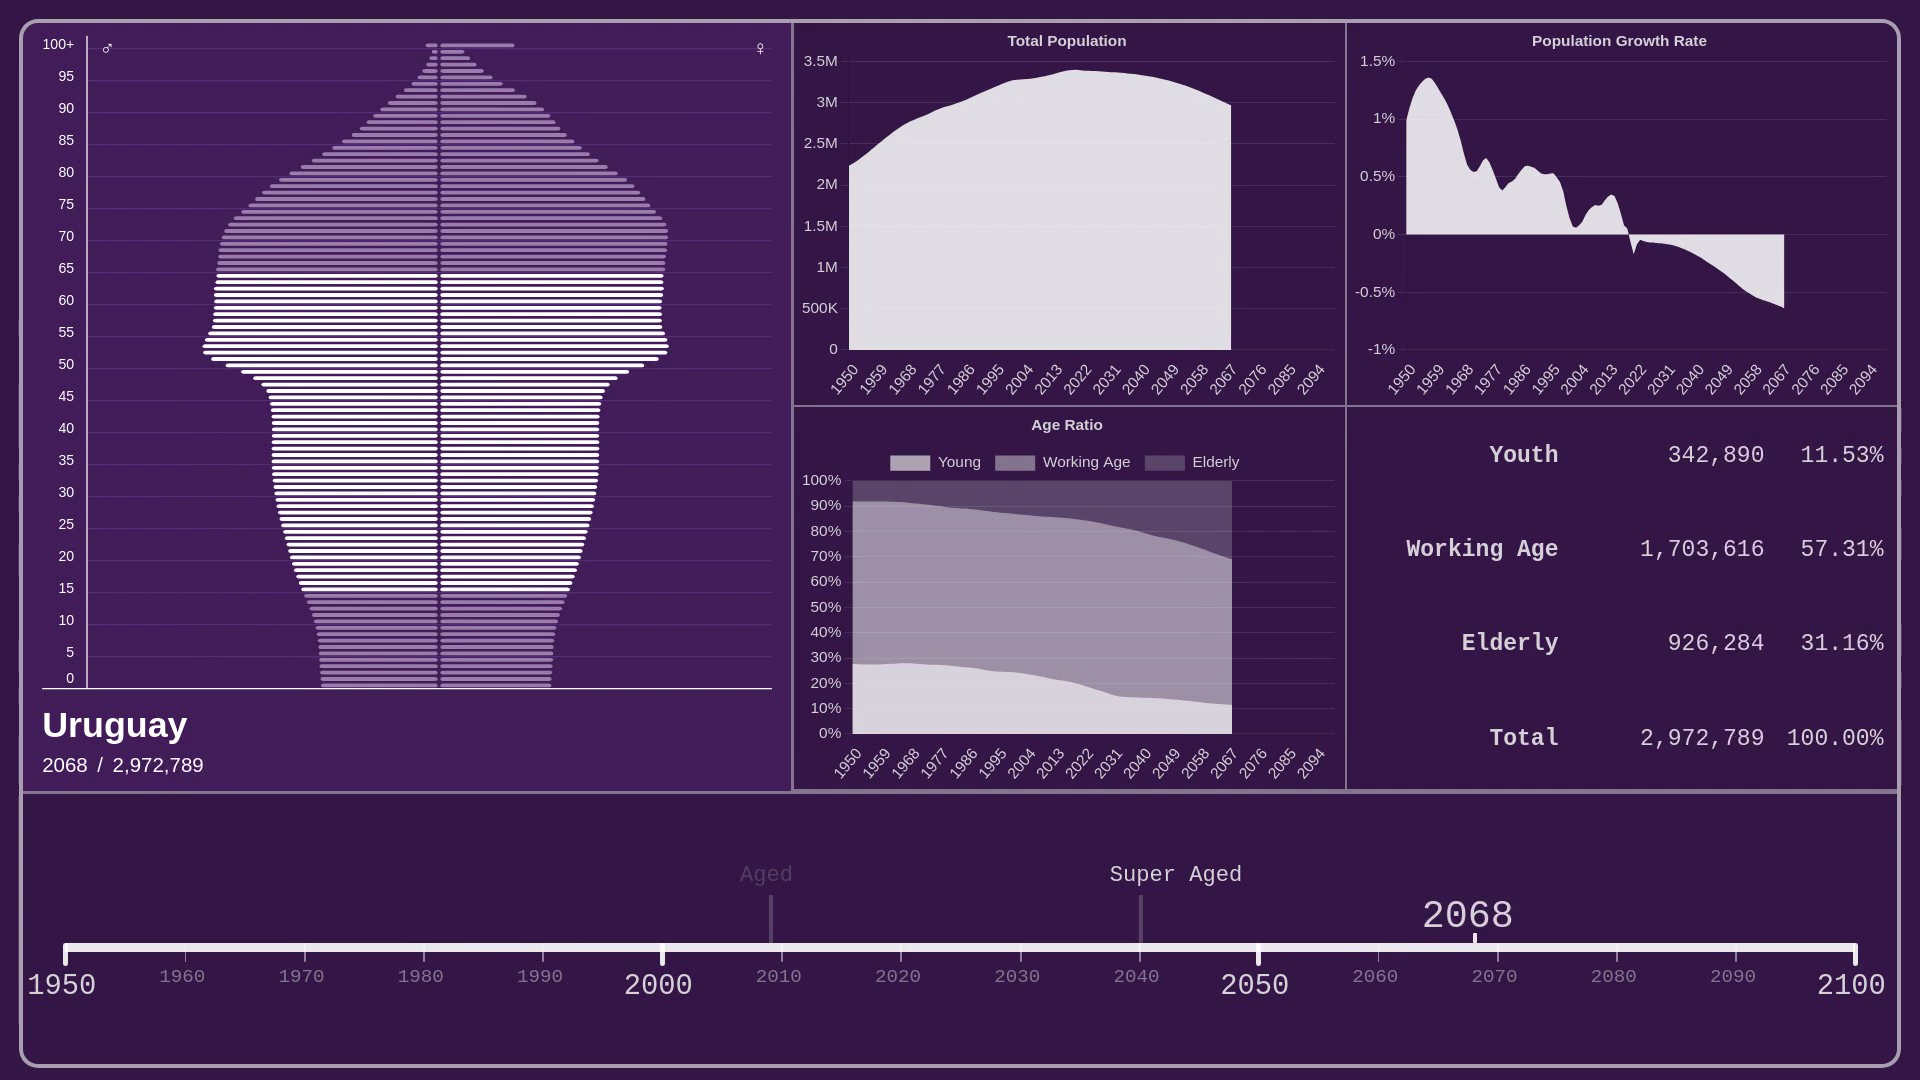 100+
♂
♀
95
90
85
80
75
70
65
60
55
50
45
40
35
30
25
20
15
10
5
0
Uruguay
2068 / 2,972,789
Total Population
3.5M
3M
2.5M
2M
1.5M
1M
500K
0
1950 1959 1968 1977 1986 1995 2004 2013 2022 2031 2040 2049 2058 2067 2076 2085 2094
Population Growth Rate
1.5%
1%
0.5%
0%
-0.5%
-1%
1950 1959 1968 1977 1986 1995 2004 2013 2022 2031 2040 2049 2058 2067 2076 2085 2094
Age Ratio
Young Working Age Elderly
100%
90%
80%
70%
60%
50%
40%
30%
20%
10%
0%
1950 1959 1968 1977 1986 1995 2004 2013 2022 2031 2040 2049 2058 2067 2076 2085 2094
Youth 342,890 11.53%
Working Age 1,703,616 57.31%
Elderly 926,284 31.16%
Total 2,972,789 100.00%
Aged
Super Aged
2068
1950 1960 1970 1980 1990 2000 2010 2020 2030 2040 2050 2060 2070 2080 2090 2100